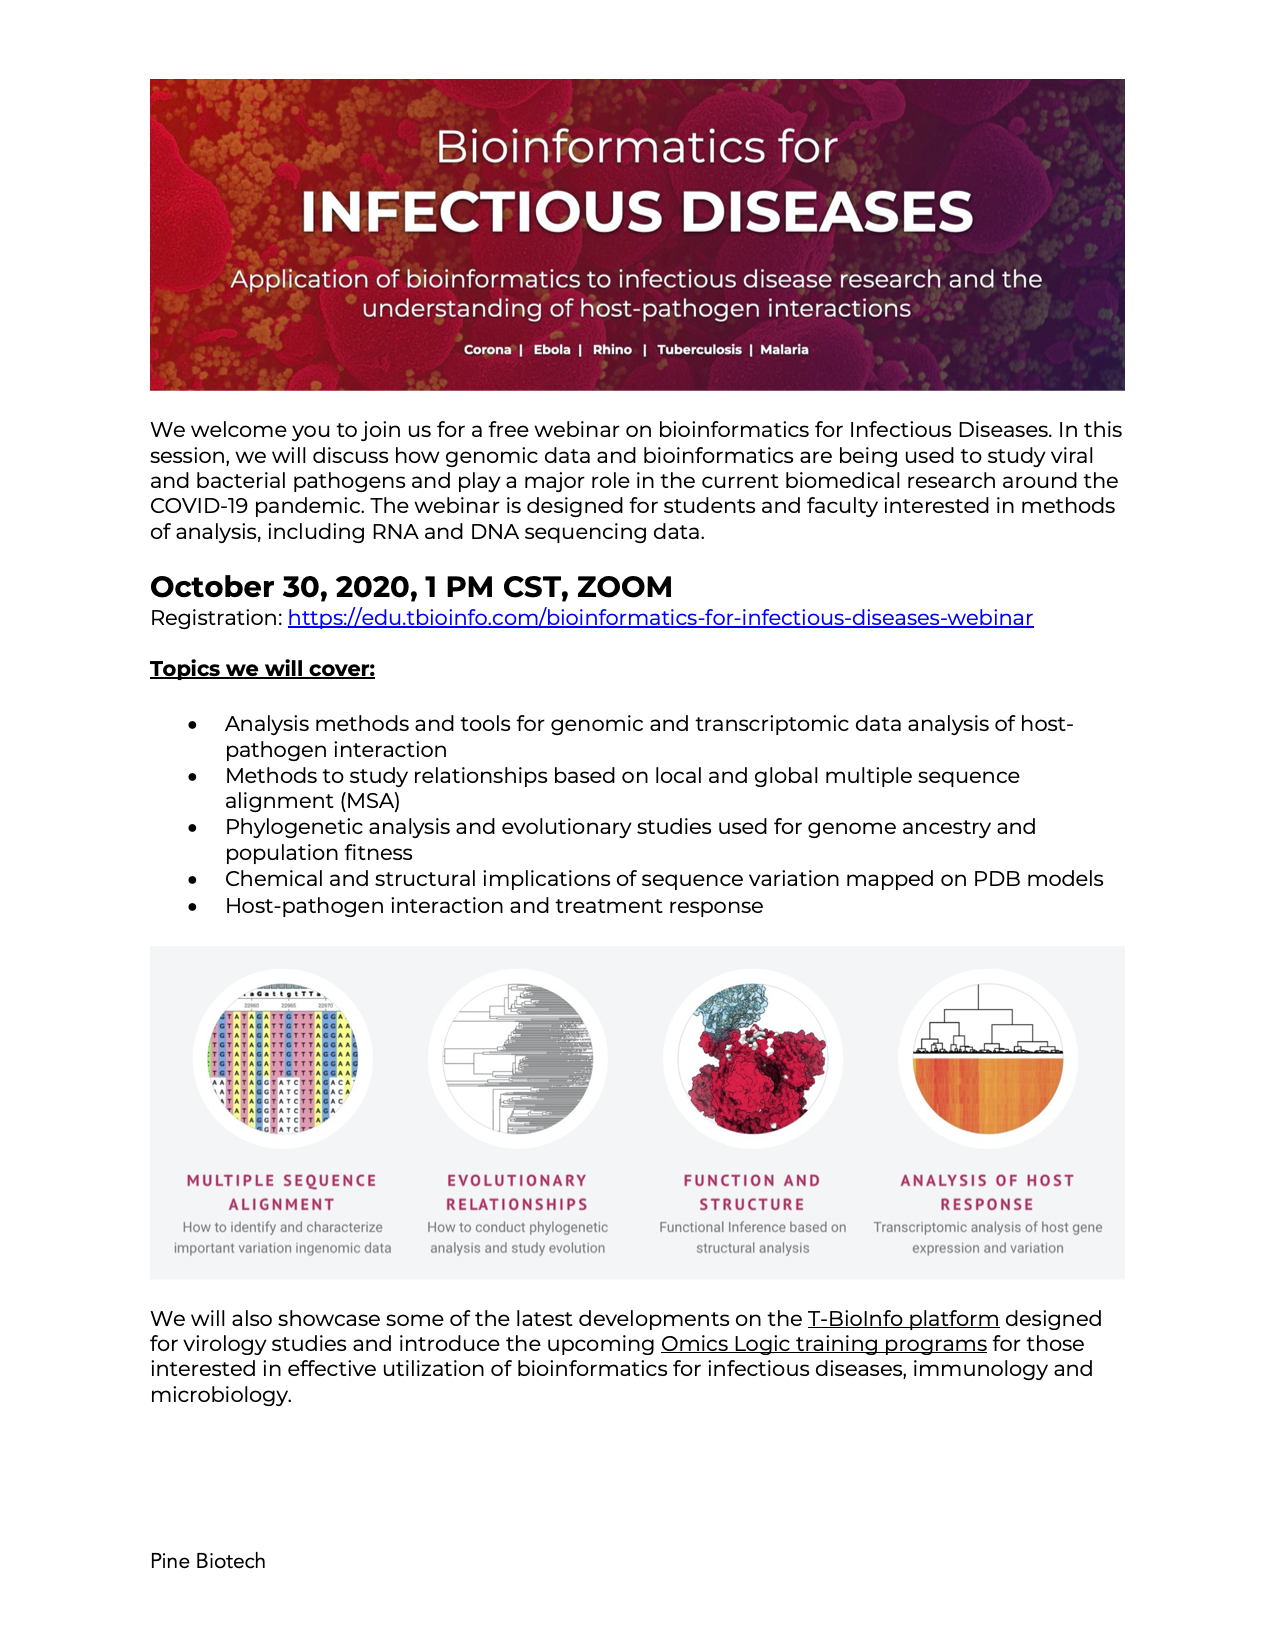 Bioinformatics for
INFECTIOUS DISEASES
Application of bioinformatics to infectious disease research and the
understanding of host-pathogen interactions
Corona | Ebola | Rhino | Tuberculosis | Malaria
We welcome you to join us for a free webinar on bioinformatics for Infectious Diseases. In this
session, we will discuss how genomic data and bioinformatics are being used to study viral
and bacterial pathogens and play a major role in the current biomedical research around the
COVID-19 pandemic. The webinar is designed for students and faculty interested in methods
of analysis, including RNA and DNA sequencing data.
October 30, 2020, 1 PM CST, ZOOM
Registration: https://edu.tbioinfo.com/bioinformatics-for-infectious-diseases-webinar
Topics we will cover:
• Analysis methods and tools for genomic and transcriptomic data analysis of host-
pathogen interaction
• Methods to study relationships based on local and global multiple sequence
alignment (MSA)
• Phylogenetic analysis and evolutionary studies used for genome ancestry and
population fitness
• Chemical and structural implications of sequence variation mapped on PDB models
• Host-pathogen interaction and treatment response
22960 22965 22970
MULTIPLE SEQUENCE
ALIGNMENT
How to identify and characterize
important variation ingenomic data
EVOLUTIONARY
RELATIONSHIPS
How to conduct phylogenetic
analysis and study evolution
FUNCTION AND
STRUCTURE
Functional Inference based on
structural analysis
ANALYSIS OF HOST
RESPONSE
Transcriptomic analysis of host gene
expression and variation
We will also showcase some of the latest developments on the T-BioInfo platform designed
for virology studies and introduce the upcoming Omics Logic training programs for those
interested in effective utilization of bioinformatics for infectious diseases, immunology and
microbiology.
Pine Biotech